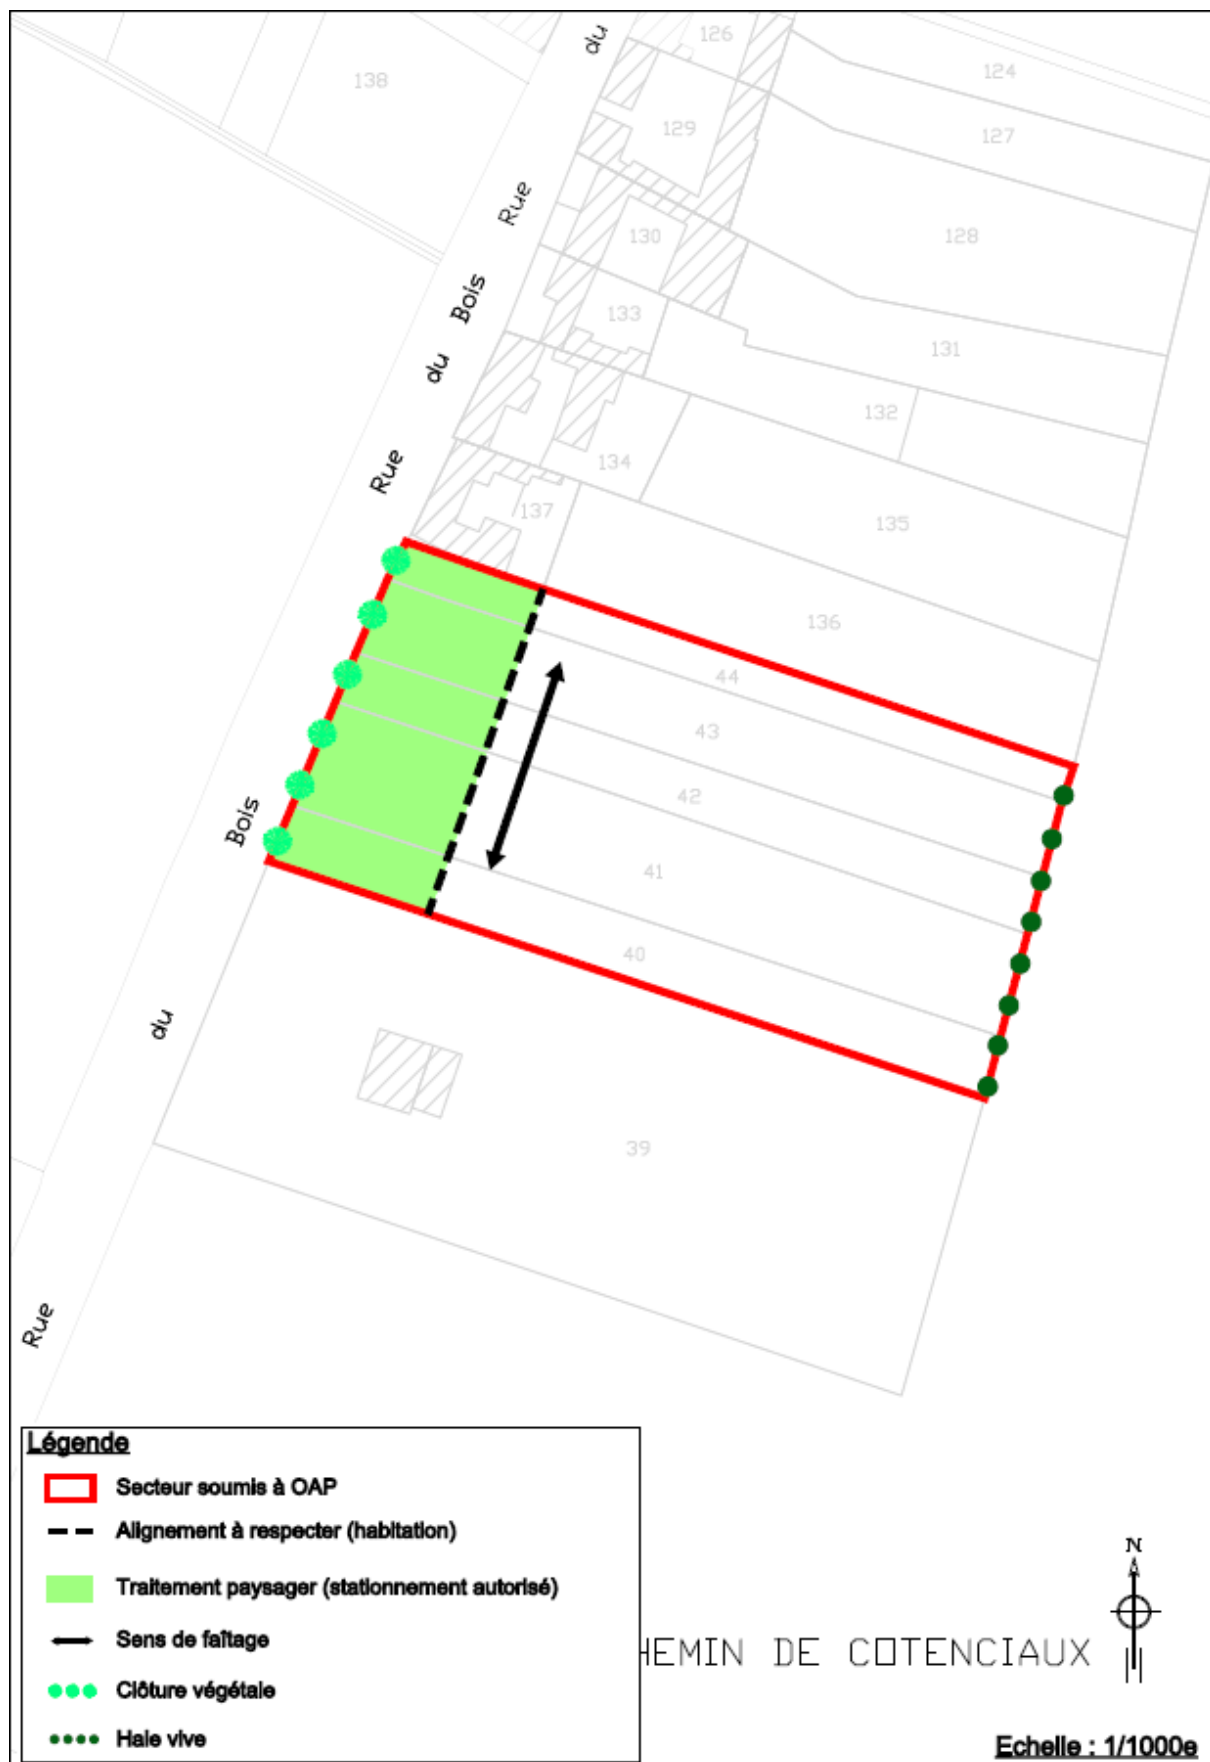 du
126
124
138
129
127
Rue
130
128
Bois
133
131
du
132
134
Rue
137
135
136
44
43
42
Bois
41
40
du
39
Rue
Légende
Secteur soumis à OAP
Alignement à respecter (habitation)
Traitement paysager (stationnement autorisé)
Sens de faîtage
Clôture végétale
Haie vive
N
HEMIN DE COTENCIAUX
Echelle : 1/1000e